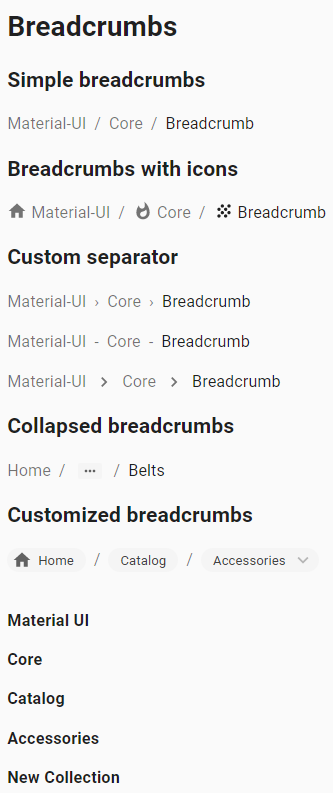 Breadcrumbs
Simple breadcrumbs
Material-UI / Core / Breadcrumb
Breadcrumbs with icons
Material-UI / Core / Breadcrumb
Custom separator
Material-UI › Core › Breadcrumb
Material-UI - Core - Breadcrumb
Material-UI Core Breadcrumb
Collapsed breadcrumbs
Home / ··· / Belts
Customized breadcrumbs
Home / Catalog / Accessories
Material UI
Core
Catalog
Accessories
New Collection